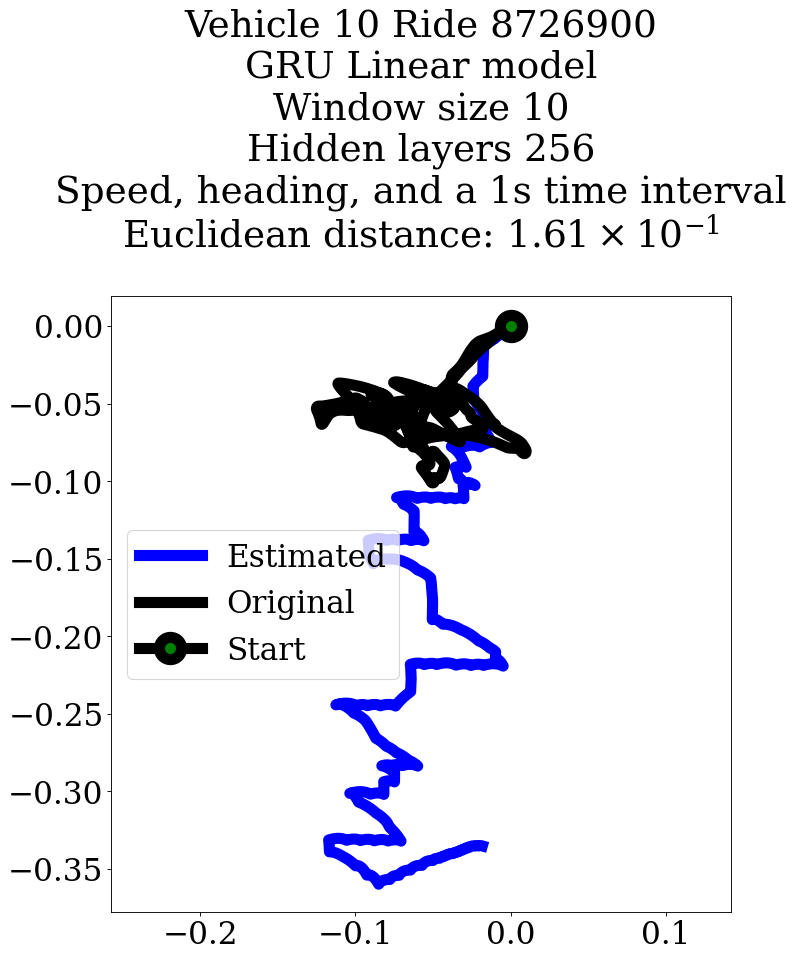 Vehicle 10 Ride 8726900
GRU Linear model
Window size 10
Hidden layers 256
Speed, heading, and a 1s time interval
Euclidean distance: 1.61 × 10⁻¹
0.00
−0.05
−0.10
−0.15
−0.20
−0.25
−0.30
−0.35
Estimated
Original
Start
−0.2
−0.1
0.0
0.1